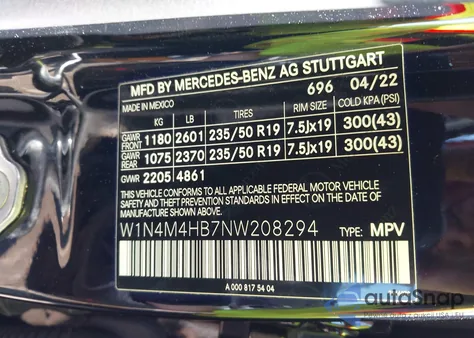 MFD BY MERCEDES-BENZ AG STUTTGART
MADE IN MEXICO 696 04/22
KG LB TIRES RIM SIZE COLD KPA(PSI)
GAWR FRONT 1180 2601 235/50 R19 7.5Jx19 300(43)
GAWR REAR 1075 2370 235/50 R19 7.5Jx19 300(43)
GVWR 2205 4861
THIS VEHICLE CONFORMS TO ALL APPLICABLE FEDERAL MOTOR VEHICLE
SAFETY AND THEFT PREVENTION STANDARDS IN EFFECT ON THE DATE
OF MANUFACTURE SHOWN ABOVE.
W1N4M4HB7NW208294 TYPE: MPV
A 000 817 54 04
autoSnap